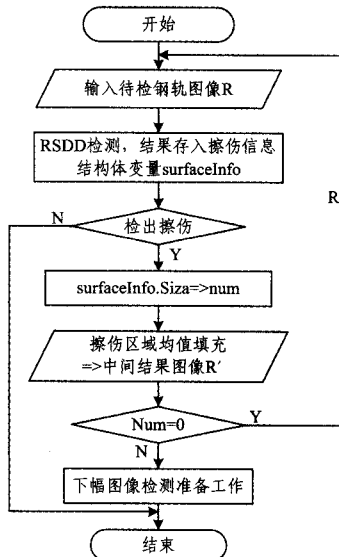 开始
输入待检钢轨图像R
RSDD检测，结果存入擦伤信息
结构体变量surfaceInfo
R
N
检出擦伤
Y
surfaceInfo.Siza=>num
擦伤区域均值填充
=>中间结果图像R′
Num=0
Y
N
下幅图像检测准备工作
结束